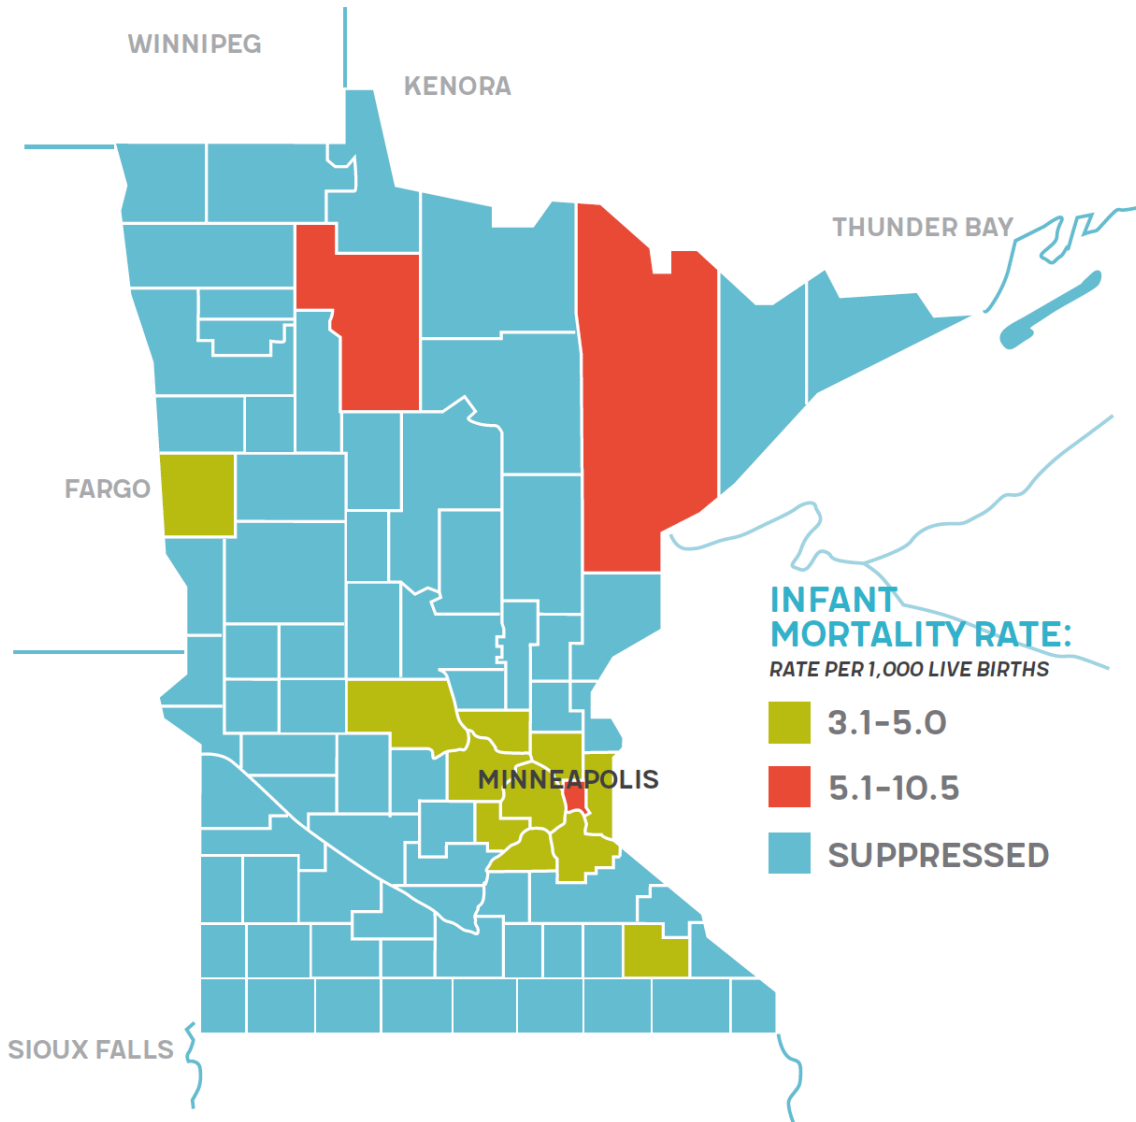 WINNIPEG
KENORA
THUNDER BAY
FARGO
INFANT
MORTALITY RATE:
RATE PER 1,000 LIVE BIRTHS
3.1–5.0
MINNEAPOLIS
5.1–10.5
SUPPRESSED
SIOUX FALLS